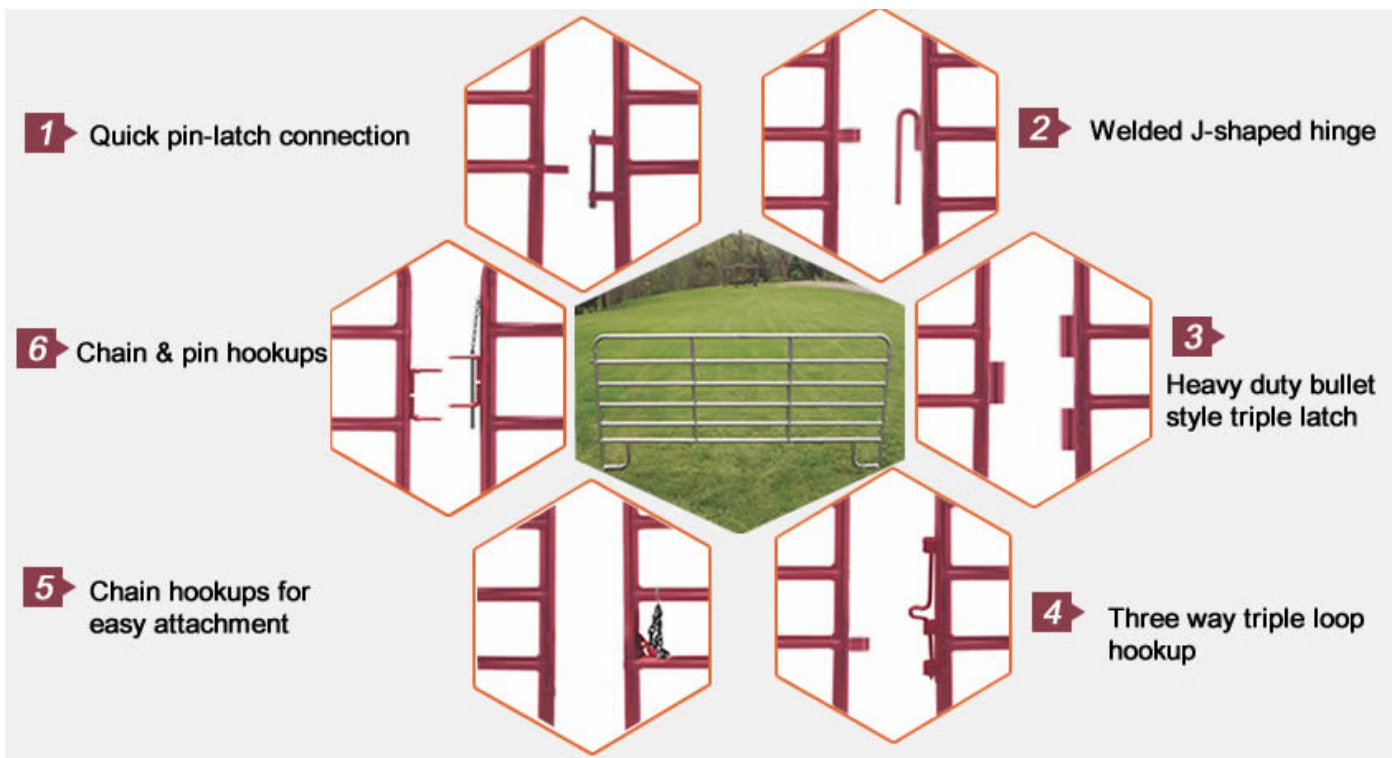 1 Quick pin-latch connection
2 Welded J-shaped hinge
3
Heavy duty bullet
style triple latch
4 Three way triple loop
hookup
5 Chain hookups for
easy attachment
6 Chain & pin hookups